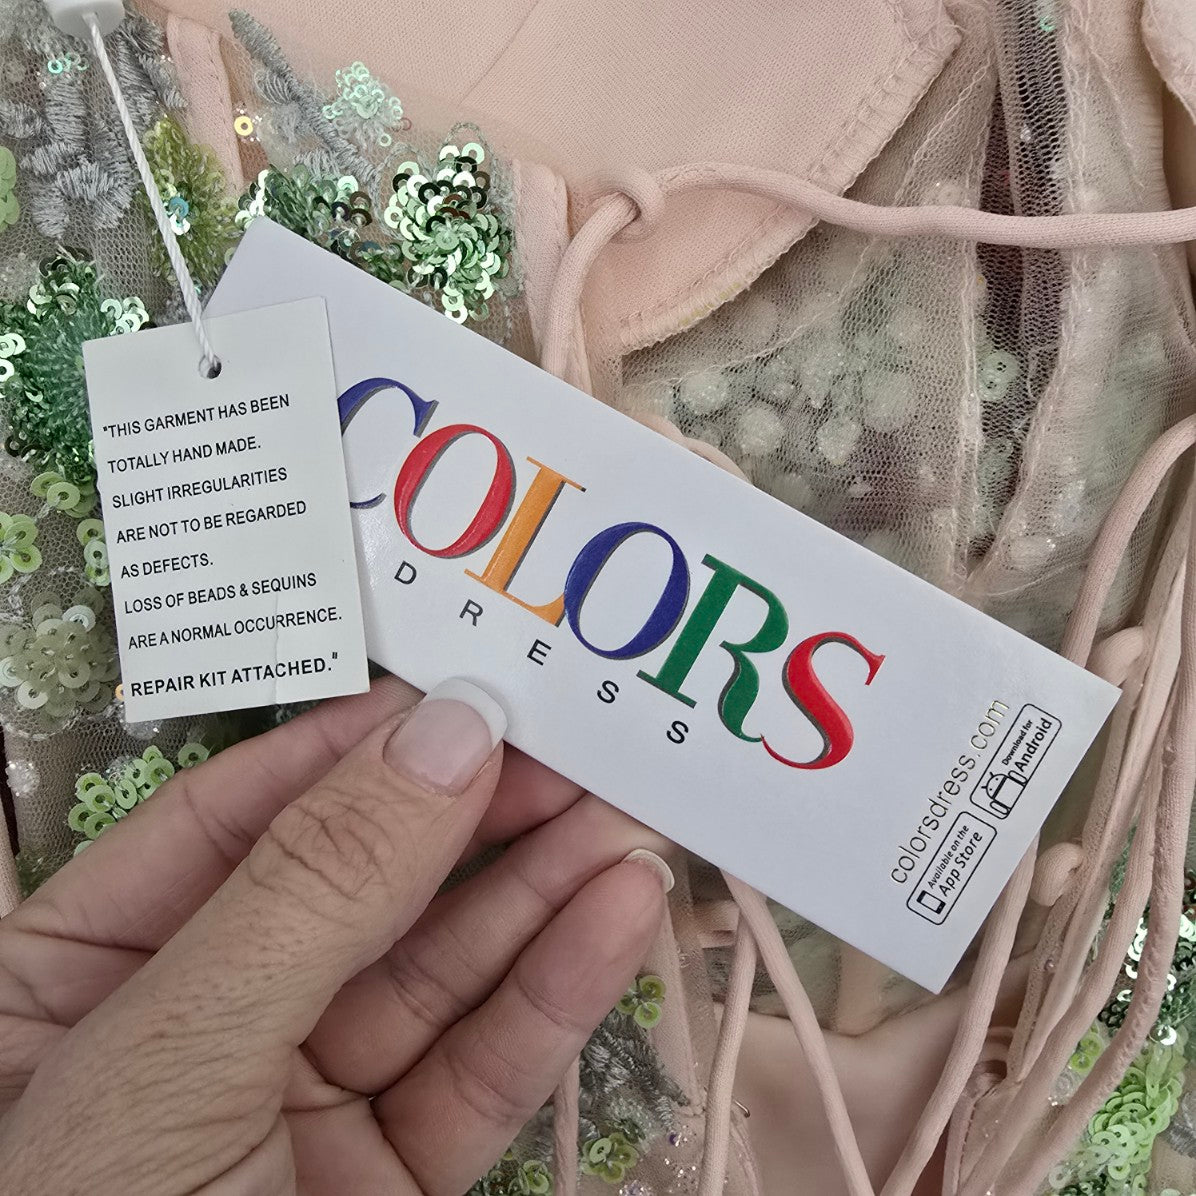 "THIS GARMENT HAS BEEN
TOTALLY HAND MADE.
SLIGHT IRREGULARITIES
ARE NOT TO BE REGARDED
AS DEFECTS.
LOSS OF BEADS & SEQUINS
ARE A NORMAL OCCURRENCE.
REPAIR KIT ATTACHED."
COLORS
DRESS
colorsdress.com
Available on the
App Store
Download for
Android